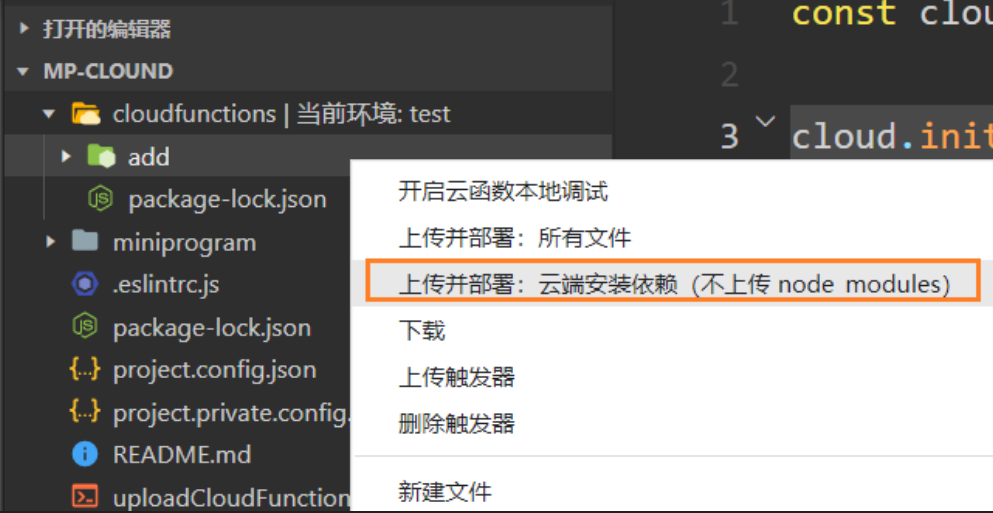 打开的编辑器
MP-CLOUND
cloudfunctions | 当前环境: test
add
package-lock.json
miniprogram
.eslintrc.js
package-lock.json
project.config.json
project.private.config.
README.md
uploadCloudFunction
1 const clou
2
3 cloud.init
开启云函数本地调试
上传并部署：所有文件
上传并部署：云端安装依赖（不上传 node_modules）
下载
上传触发器
删除触发器
新建文件